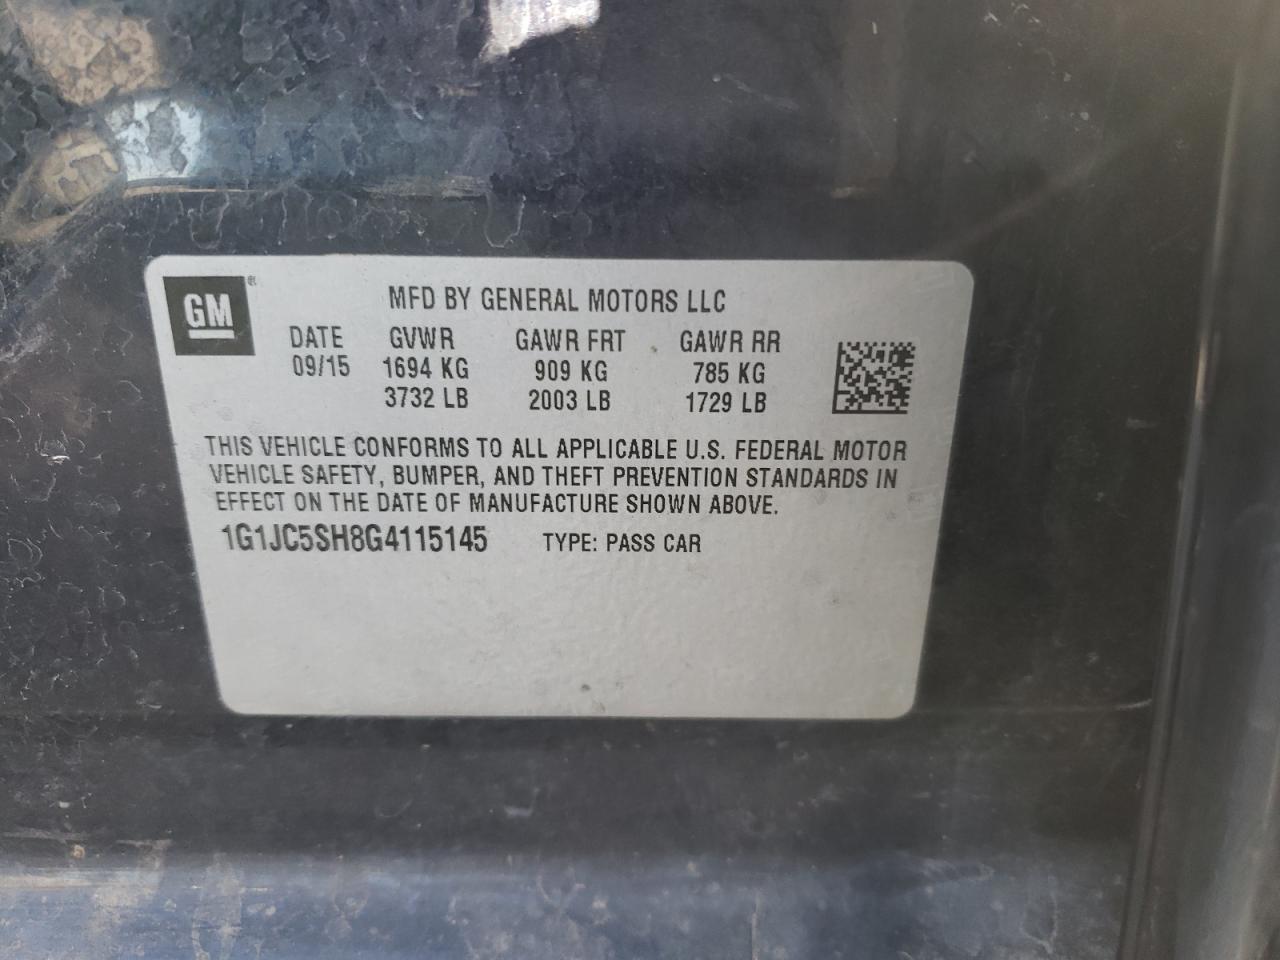 GM
MFD BY GENERAL MOTORS LLC
DATE GVWR GAWR FRT GAWR RR
09/15 1694 KG 909 KG 785 KG
3732 LB 2003 LB 1729 LB
THIS VEHICLE CONFORMS TO ALL APPLICABLE U.S. FEDERAL MOTOR
VEHICLE SAFETY, BUMPER, AND THEFT PREVENTION STANDARDS IN
EFFECT ON THE DATE OF MANUFACTURE SHOWN ABOVE.
1G1JC5SH8G4115145 TYPE: PASS CAR